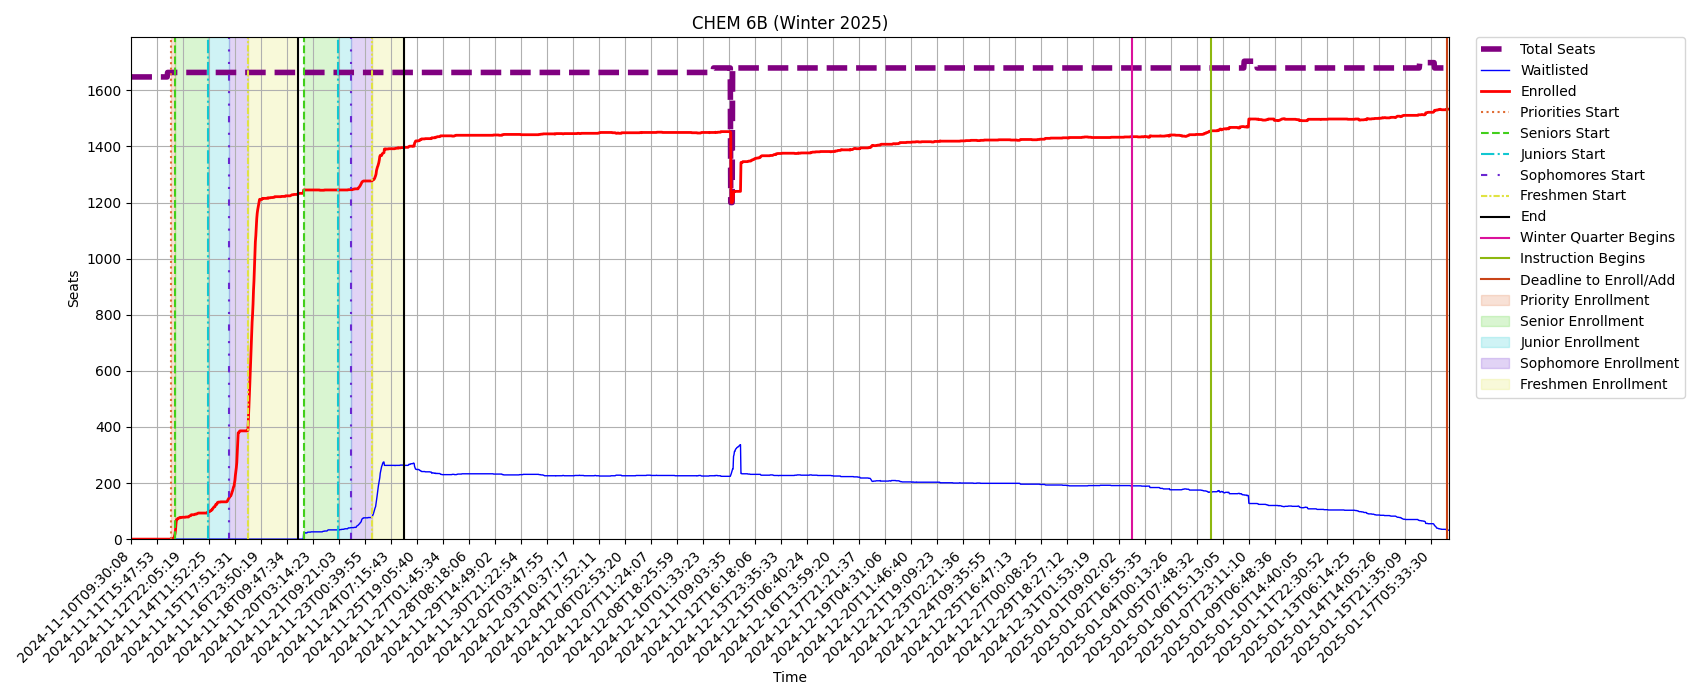 CHEM 6B (Winter 2025)
Seats
1600
1400
1200
1000
800
600
400
200
0
2024-11-10T09:30:08
2024-11-11T15:47:53
2024-11-12T22:05:19
2024-11-14T11:52:25
2024-11-15T17:51:31
2024-11-16T23:50:19
2024-11-18T09:47:34
2024-11-20T03:14:23
2024-11-21T09:21:03
2024-11-23T00:39:55
2024-11-24T07:15:43
2024-11-25T19:05:40
2024-11-27T01:45:34
2024-11-28T08:18:06
2024-11-29T14:49:02
2024-11-30T21:22:54
2024-12-02T03:47:55
2024-12-03T10:37:17
2024-12-04T17:52:11
2024-12-06T02:53:20
2024-12-07T11:24:07
2024-12-08T18:25:59
2024-12-10T01:33:23
2024-12-11T09:03:35
2024-12-12T16:18:06
2024-12-13T23:35:33
2024-12-15T06:40:24
2024-12-16T13:59:20
2024-12-17T21:21:37
2024-12-19T04:31:06
2024-12-20T11:46:40
2024-12-21T19:09:23
2024-12-23T02:21:36
2024-12-24T09:35:55
2024-12-25T16:47:13
2024-12-27T00:08:25
2024-12-29T18:27:12
2024-12-31T01:53:19
2025-01-01T09:02:02
2025-01-02T16:55:35
2025-01-04T00:13:26
2025-01-05T07:48:32
2025-01-06T15:13:05
2025-01-07T23:11:10
2025-01-09T06:48:36
2025-01-10T14:40:05
2025-01-11T22:30:52
2025-01-13T06:14:25
2025-01-14T14:05:26
2025-01-15T21:35:09
2025-01-17T05:33:30
Time
Total Seats
Waitlisted
Enrolled
Priorities Start
Seniors Start
Juniors Start
Sophomores Start
Freshmen Start
End
Winter Quarter Begins
Instruction Begins
Deadline to Enroll/Add
Priority Enrollment
Senior Enrollment
Junior Enrollment
Sophomore Enrollment
Freshmen Enrollment